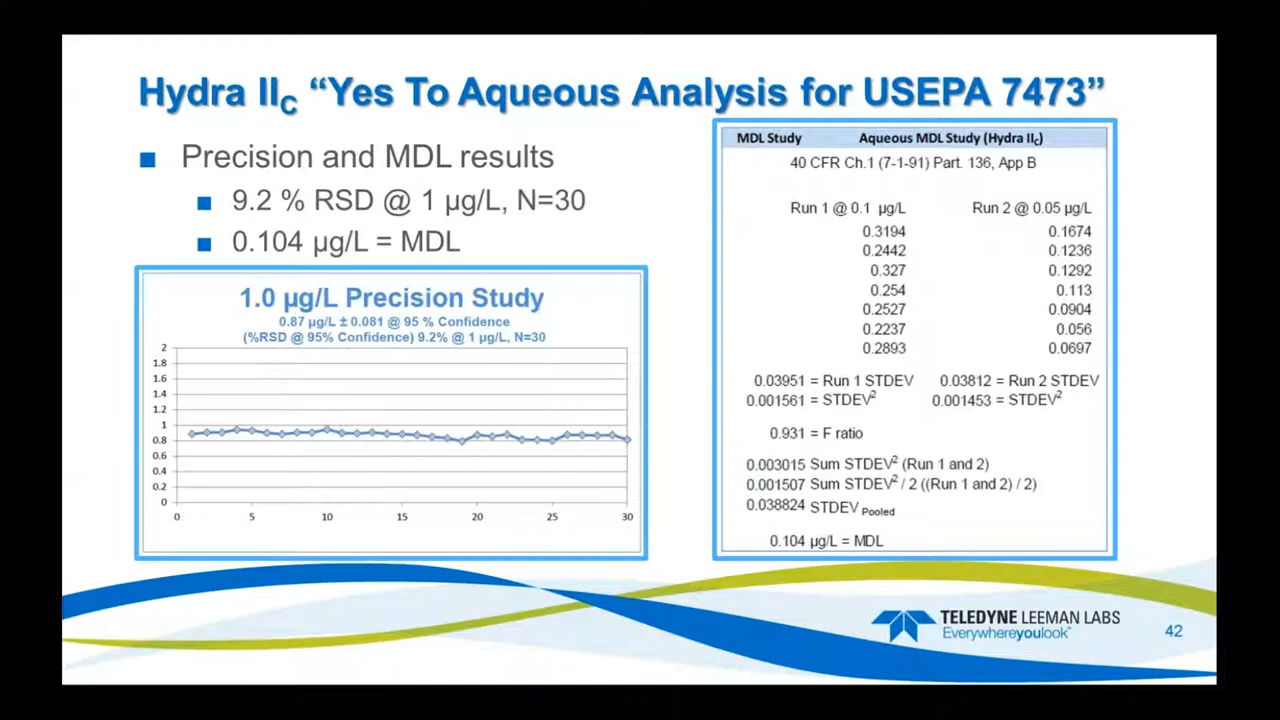 Hydra IIC “Yes To Aqueous Analysis for USEPA 7473”
Precision and MDL results
9.2 % RSD @ 1 µg/L, N=30
0.104 µg/L = MDL
1.0 µg/L Precision Study
0.87 µg/L ± 0.081 @ 95 % Confidence
(%RSD @ 95% Confidence) 9.2% @ 1 µg/L, N=30
2
1.8
1.6
1.4
1.2
1
0.8
0.6
0.4
0.2
0
0 5 10 15 20 25 30
MDL Study Aqueous MDL Study (Hydra IIC)
40 CFR Ch.1 (7-1-91) Part. 136, App B
Run 1 @ 0.1 µg/L Run 2 @ 0.05 µg/L
0.3194 0.1674
0.2442 0.1236
0.327 0.1292
0.254 0.113
0.2527 0.0904
0.2237 0.056
0.2893 0.0697
0.03951 = Run 1 STDEV 0.03812 = Run 2 STDEV
0.001561 = STDEV² 0.001453 = STDEV²
0.931 = F ratio
0.003015 Sum STDEV² (Run 1 and 2)
0.001507 Sum STDEV² / 2 ((Run 1 and 2) / 2)
0.038824 STDEV Pooled
0.104 µg/L = MDL
TELEDYNE LEEMAN LABS
Everywhereyoulook™
42